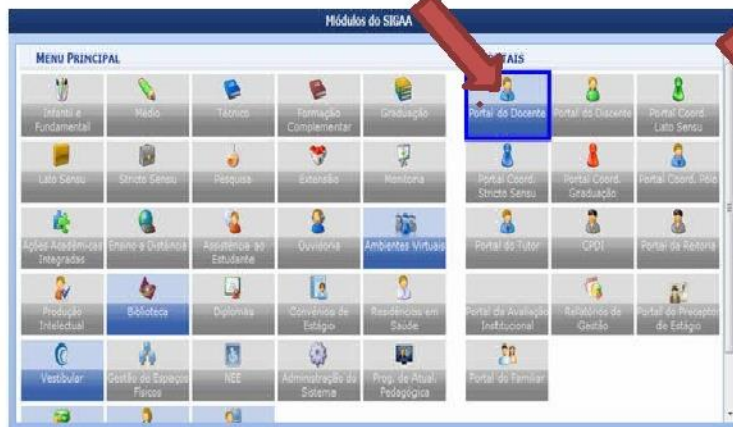 Módulos do SIGAA
MENU PRINCIPAL
TAIS
Infantil e Fundamental
Médio
Técnico
Formação Complementar
Graduação
Portal do Docente
Portal do Discente
Portal Coord. Lato Sensu
Lato Sensu
Stricto Sensu
Pesquisa
Extensão
Monitoria
Portal Coord. Stricto Sensu
Portal Coord. Graduação
Portal Coord. Polo
Ações Acadêmicas Integradas
Ensino a Distância
Assistência ao Estudante
Ouvidoria
Ambientes Virtuais
Portal do Tutor
CPDI
Portal da Reitoria
Produção Intelectual
Biblioteca
Diplomas
Convênios de Estágio
Residências em Saúde
Portal da Avaliação Institucional
Relatórios de Gestão
Portal do Preceptor de Estágio
Vestibular
Gestão de Espaços Físicos
NEE
Administração do Sistema
Prog. de Atual. Pedagógica
Portal do Familiar